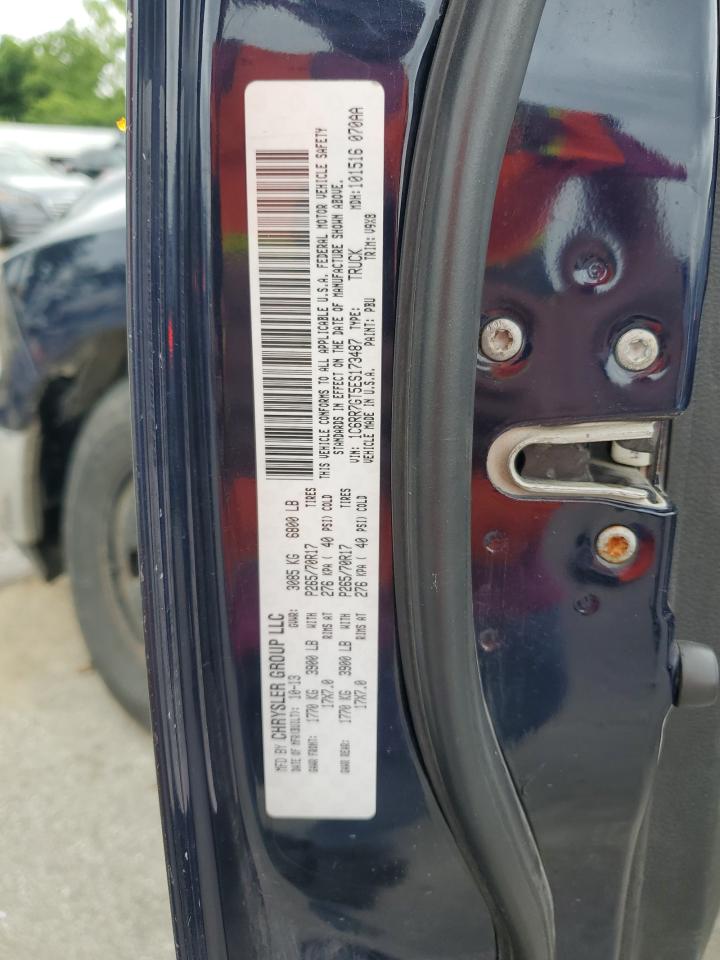 MFD BY CHRYSLER GROUP LLC
DATE OF MFR(BUILT): 10-13 GVWR: 3085 KG 6800 LB
GAWR FRONT: 1770 KG 3900 LB WITH P265/70R17 TIRES
17X7.0 RIMS AT 276 KPA ( 40 PSI) COLD
GAWR REAR: 1770 KG 3900 LB WITH P265/70R17 TIRES
17X7.0 RIMS AT 276 KPA ( 40 PSI) COLD
THIS VEHICLE CONFORMS TO ALL APPLICABLE U.S.A. FEDERAL MOTOR VEHICLE SAFETY
STANDARDS IN EFFECT ON THE DATE OF MANUFACTURE SHOWN ABOVE.
VIN: 1C6RR7GT5ES173487 TYPE: TRUCK MDH:101516 070AA
VEHICLE MADE IN U.S.A. PAINT: PBU TRIM: V9X8